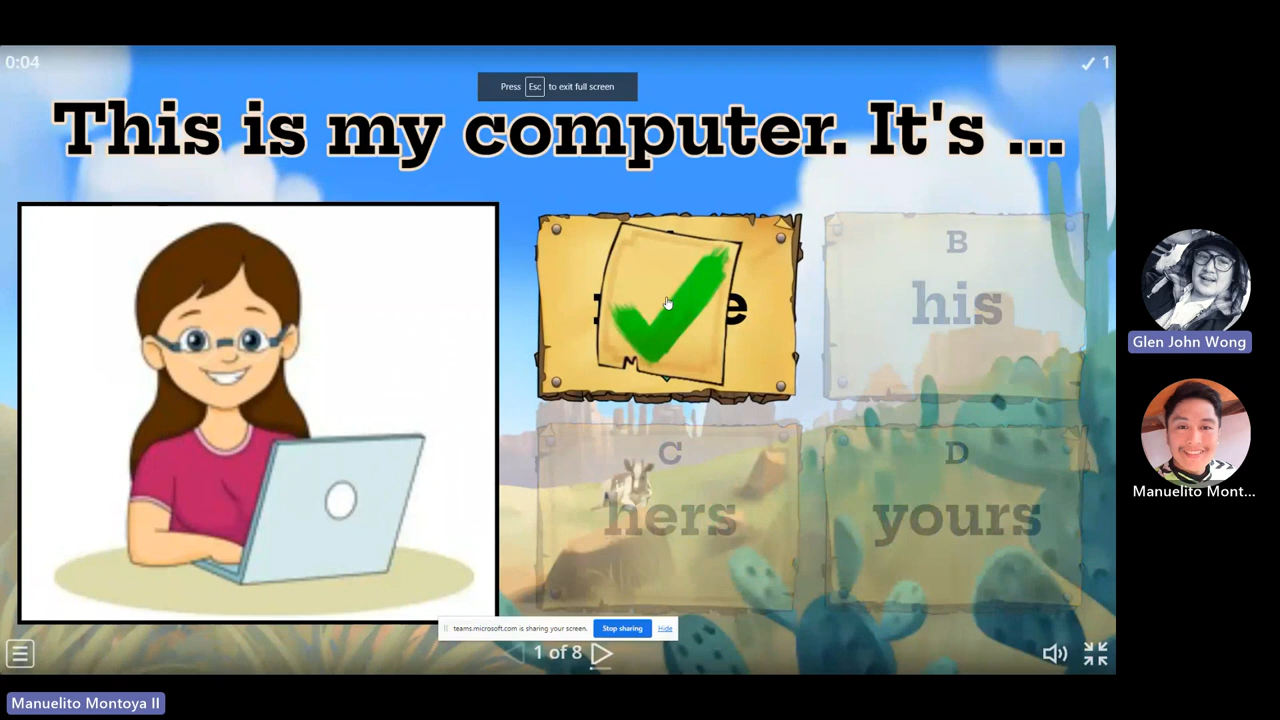 0:04
1
Press Esc to exit full screen
This is my computer. It's ...
B
his
C
hers
D
yours
Glen John Wong
Manuelito Mont...
teams.microsoft.com is sharing your screen.
Stop sharing
Hide
1 of 8
Manuelito Montoya II